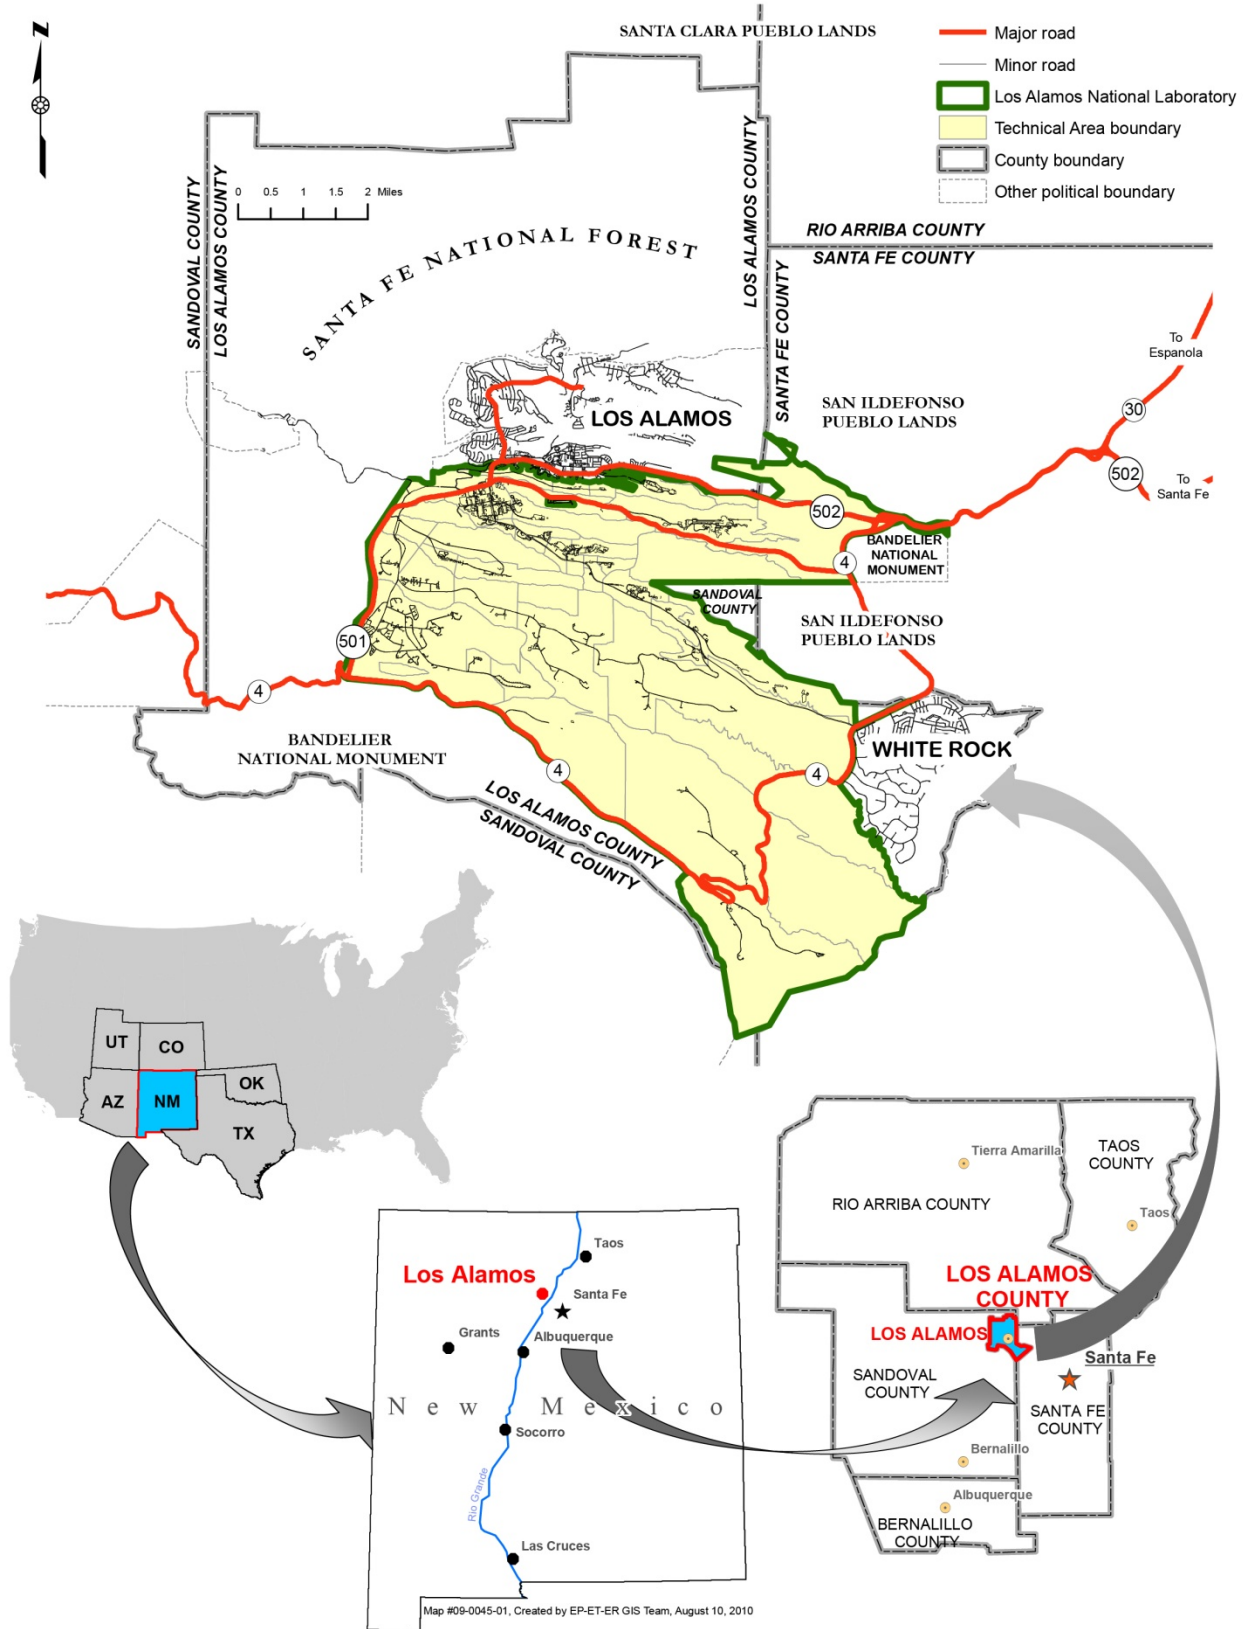 SANTA CLARA PUEBLO LANDS
Major road
Minor road
Los Alamos National Laboratory
Technical Area boundary
County boundary
Other political boundary
N
0 0.5 1 1.5 2 Miles
SANDOVAL COUNTY
LOS ALAMOS COUNTY
LOS ALAMOS COUNTY
SANTA FE COUNTY
RIO ARRIBA COUNTY
SANTA FE COUNTY
SANTA FE NATIONAL FOREST
To
Espanola
30
502
To
Santa Fe
SAN ILDEFONSO
PUEBLO LANDS
LOS ALAMOS
502
BANDELIER
NATIONAL
MONUMENT
4
SANDOVAL
COUNTY
SAN ILDEFONSO
PUEBLO LANDS
501
4
BANDELIER
NATIONAL MONUMENT
WHITE ROCK
4
4
LOS ALAMOS COUNTY
SANDOVAL COUNTY
UT
CO
AZ
NM
OK
TX
Taos
Los Alamos
Santa Fe
Grants
Albuquerque
New Mexico
Socorro
Rio Grande
Las Cruces
Map #09-0045-01, Created by EP-ET-ER GIS Team, August 10, 2010
Tierra Amarilla
TAOS
COUNTY
RIO ARRIBA COUNTY
Taos
LOS ALAMOS
COUNTY
LOS ALAMOS
Santa Fe
SANDOVAL
COUNTY
SANTA FE
COUNTY
Bernalillo
Albuquerque
BERNALILLO
COUNTY